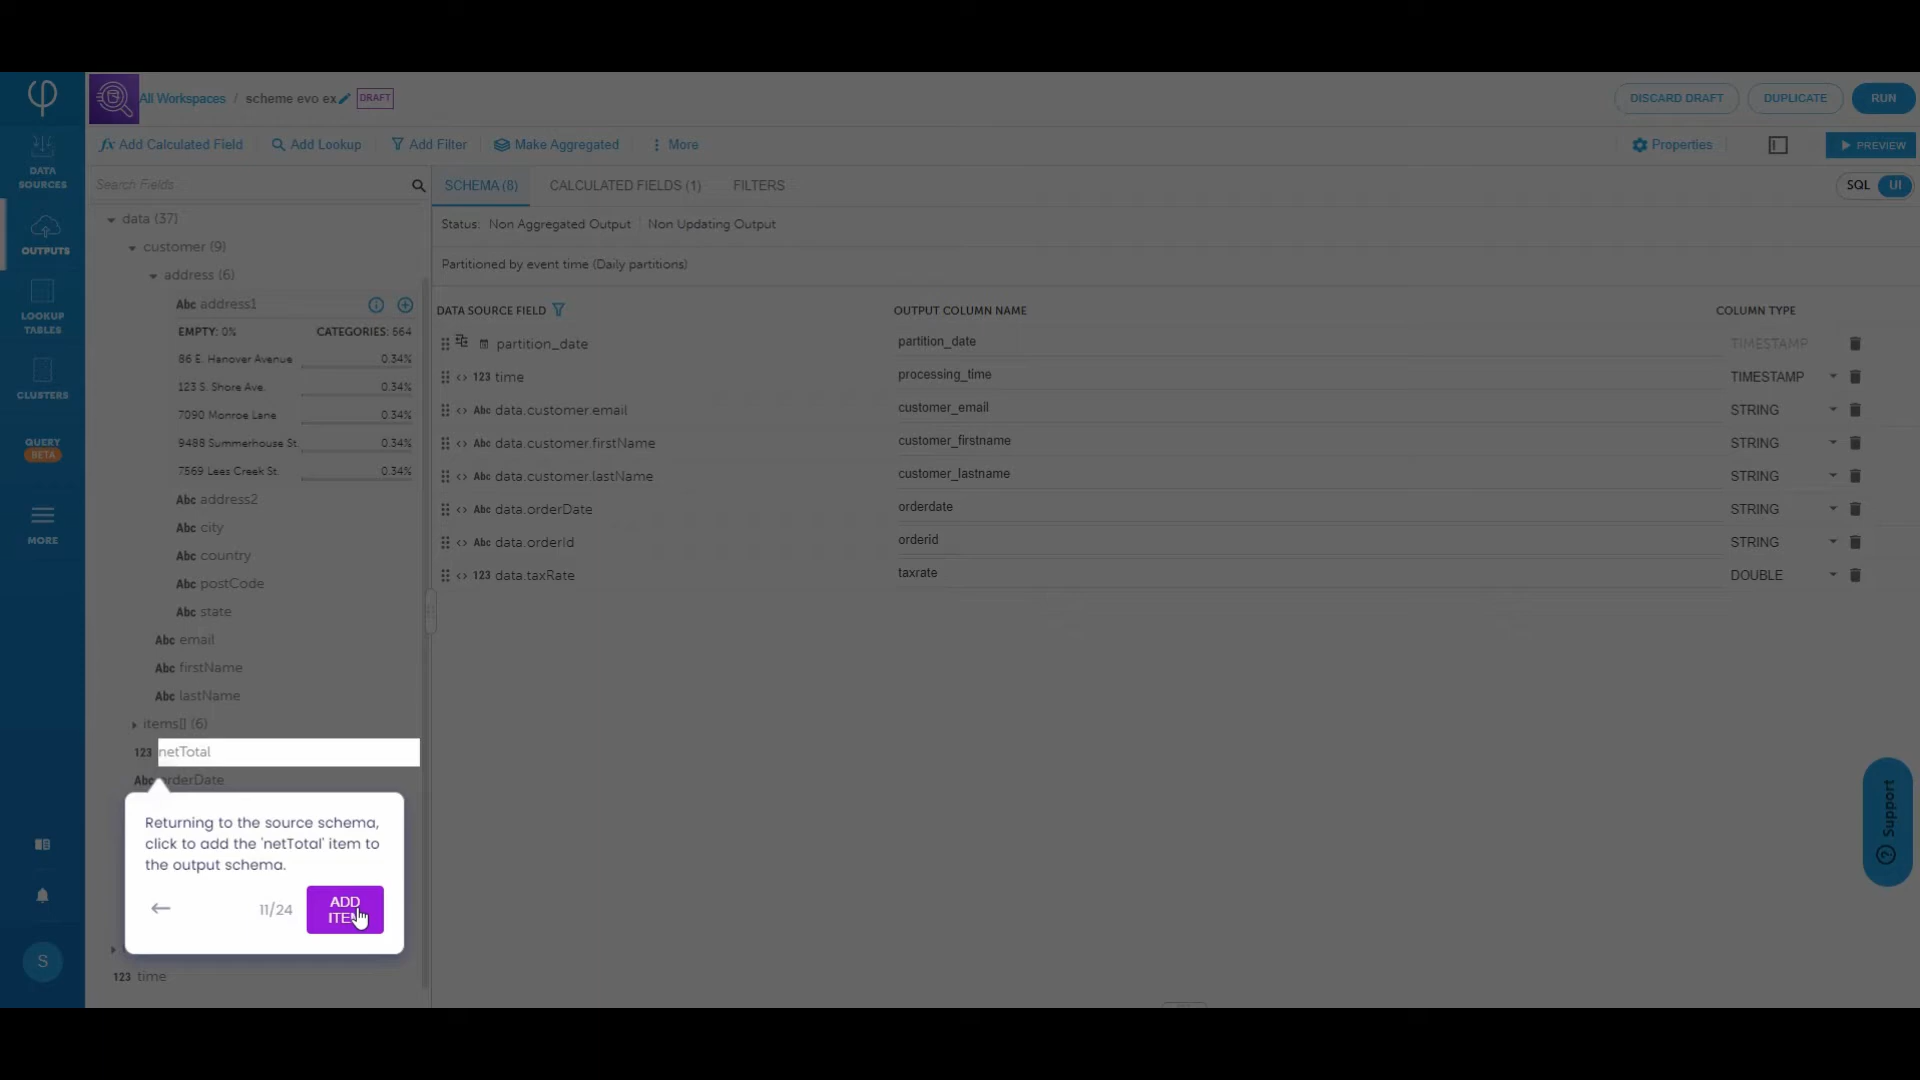 All Workspaces / scheme evo ex DRAFT
DISCARD DRAFT DUPLICATE RUN
fx Add Calculated Field Add Lookup Add Filter Make Aggregated More
Properties PREVIEW
DATA SOURCES
OUTPUTS
LOOKUP TABLES
CLUSTERS
QUERY
BETA
MORE
S
Search Fields
data (37)
customer (9)
address (6)
Abc address1
EMPTY: 0% CATEGORIES: 564
86 E. Hanover Avenue 0.34%
123 S. Shore Ave. 0.34%
7090 Monroe Lane 0.34%
9488 Summerhouse St. 0.34%
7569 Lees Creek St. 0.34%
Abc address2
Abc city
Abc country
Abc postCode
Abc state
Abc email
Abc firstName
Abc lastName
items[] (6)
123 netTotal
Abc orderDate
Returning to the source schema,
click to add the 'netTotal' item to
the output schema.
11/24
ADD
ITEM
123 time
SCHEMA (8) CALCULATED FIELDS (1) FILTERS
SQL UI
Status: Non Aggregated Output Non Updating Output
Partitioned by event time (Daily partitions)
DATA SOURCE FIELD OUTPUT COLUMN NAME COLUMN TYPE
partition_date partition_date TIMESTAMP
<> 123 time processing_time TIMESTAMP
<> Abc data.customer.email customer_email STRING
<> Abc data.customer.firstName customer_firstname STRING
<> Abc data.customer.lastName customer_lastname STRING
<> Abc data.orderDate orderdate STRING
<> Abc data.orderId orderid STRING
<> 123 data.taxRate taxrate DOUBLE
Support